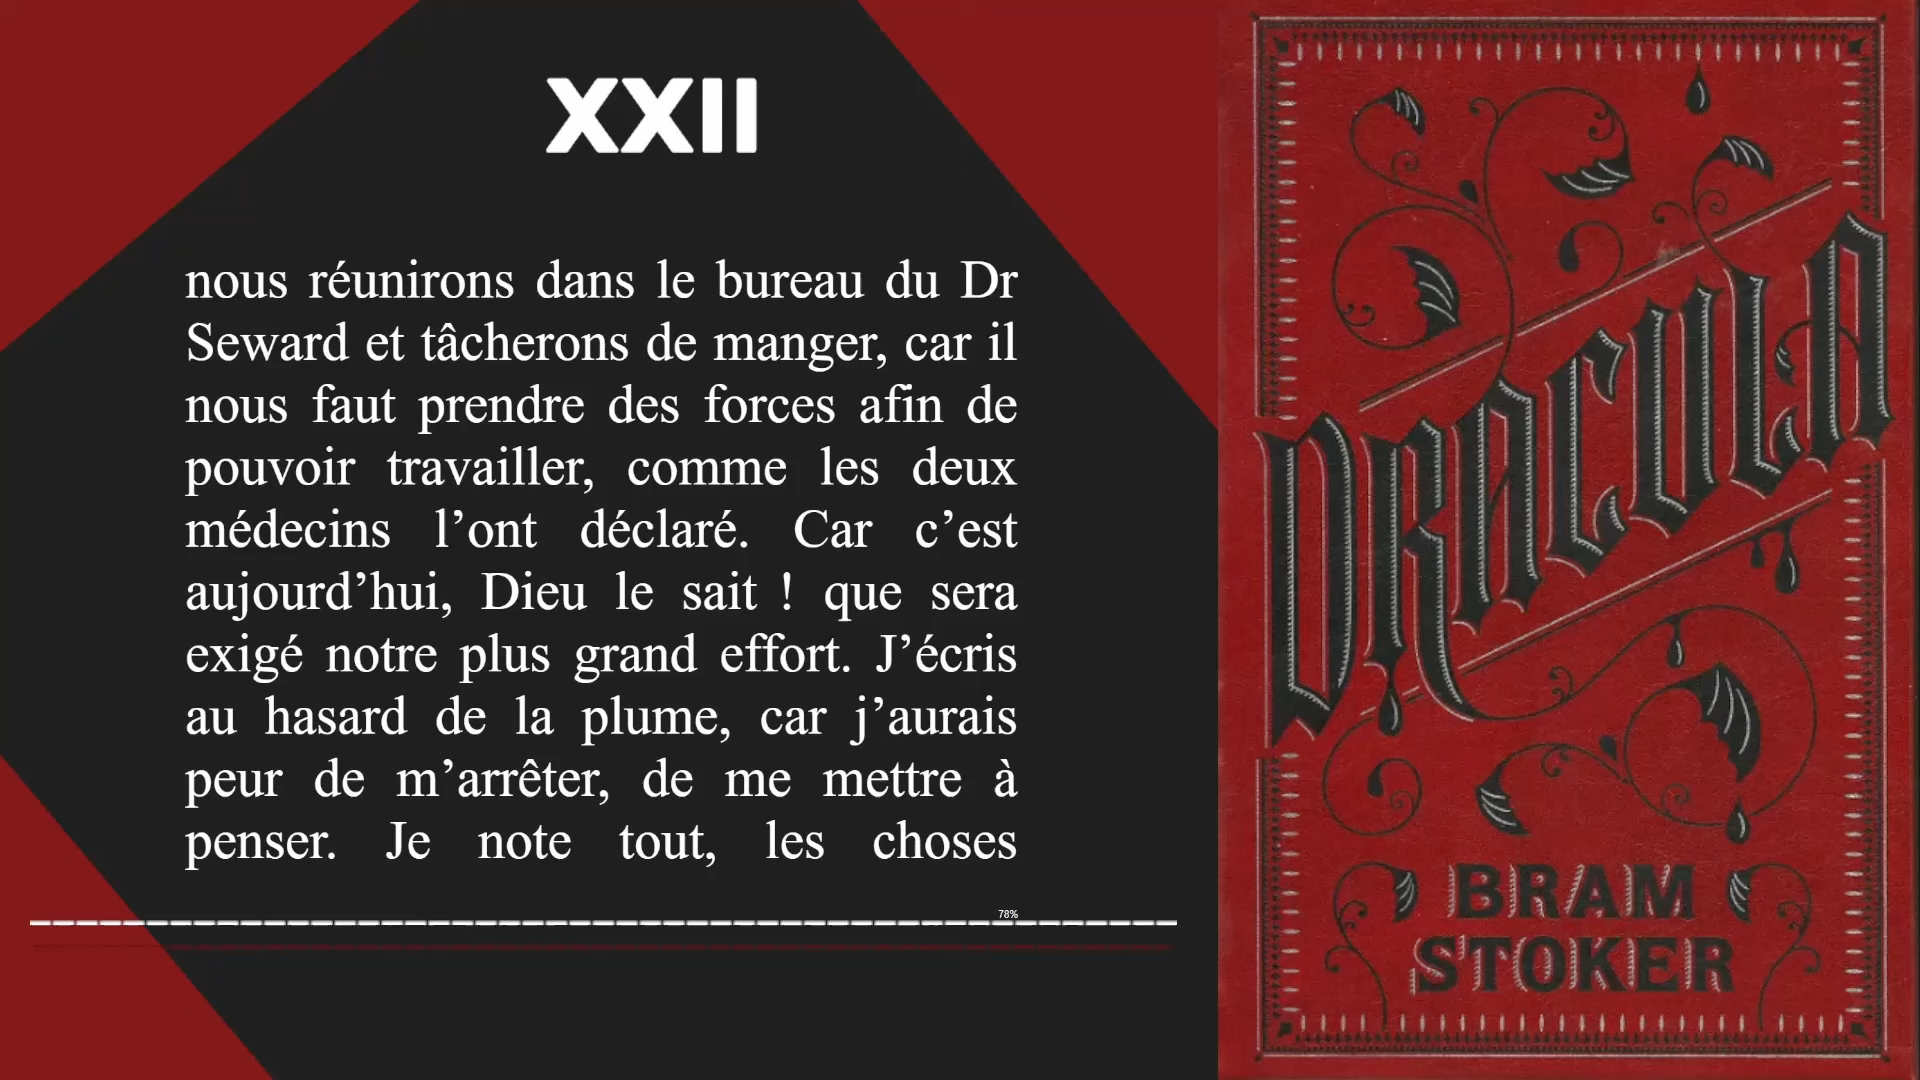 XXII
nous réunirons dans le bureau du Dr
Seward et tâcherons de manger, car il
nous faut prendre des forces afin de
pouvoir travailler, comme les deux
médecins l’ont déclaré. Car c’est
aujourd’hui, Dieu le sait ! que sera
exigé notre plus grand effort. J’écris
au hasard de la plume, car j’aurais
peur de m’arrêter, de me mettre à
penser. Je note tout, les choses
78%
DRACULA
BRAM
STOKER